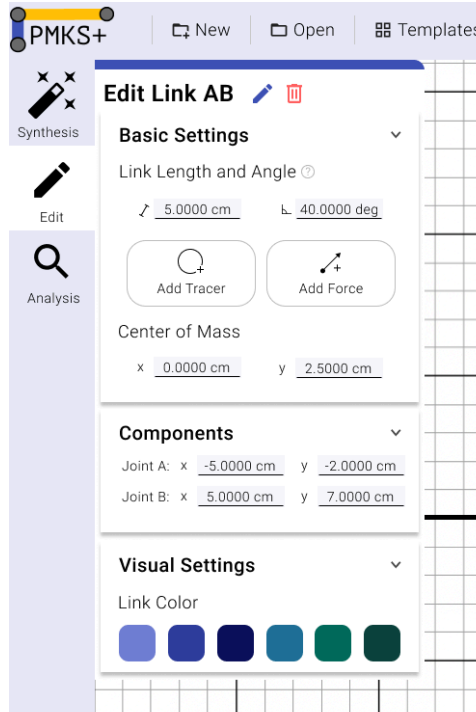 PMKS+
New
Open
Templates
Synthesis
Edit
Analysis
Edit Link AB
Basic Settings
Link Length and Angle ?
5.0000 cm
40.0000 deg
Add Tracer
Add Force
Center of Mass
x 0.0000 cm
y 2.5000 cm
Components
Joint A: x -5.0000 cm y -2.0000 cm
Joint B: x 5.0000 cm y 7.0000 cm
Visual Settings
Link Color